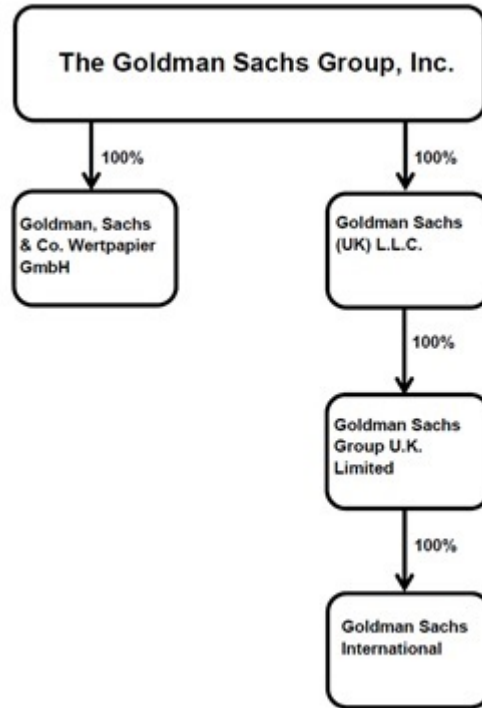 The Goldman Sachs Group, Inc.
100%
100%
Goldman, Sachs
& Co. Wertpapier
GmbH
Goldman Sachs
(UK) L.L.C.
100%
Goldman Sachs
Group U.K.
Limited
100%
Goldman Sachs
International